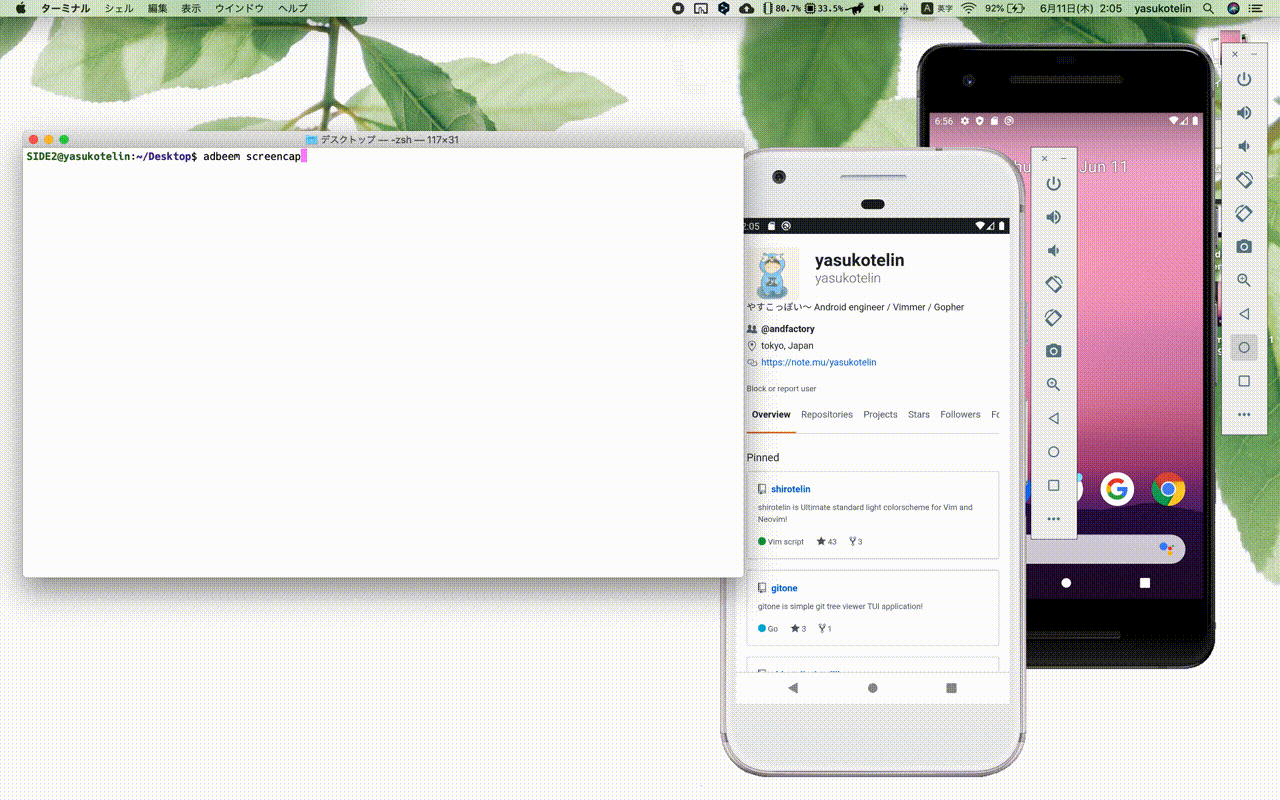 ターミナル シェル 編集 表示 ウインドウ ヘルプ
80.7% 33.5% A 英字 92% 6月11日(木) 2:05 yasukotelin
デスクトップ — -zsh — 117×31
SIDE2@yasukotelin:~/Desktop$ adbeem screencap
6:56
Jun 11
2:05
yasukotelin
yasukotelin
やすこっぽい〜 Android engineer / Vimmer / Gopher
@andfactory
tokyo, Japan
https://note.mu/yasukotelin
Block or report user
Overview Repositories Projects Stars Followers Fo
Pinned
shirotelin
shirotelin is Ultimate standard light colorscheme for Vim and
Neovim!
Vim script 43 3
gitone
gitone is simple git tree viewer TUI application!
Go 3 1